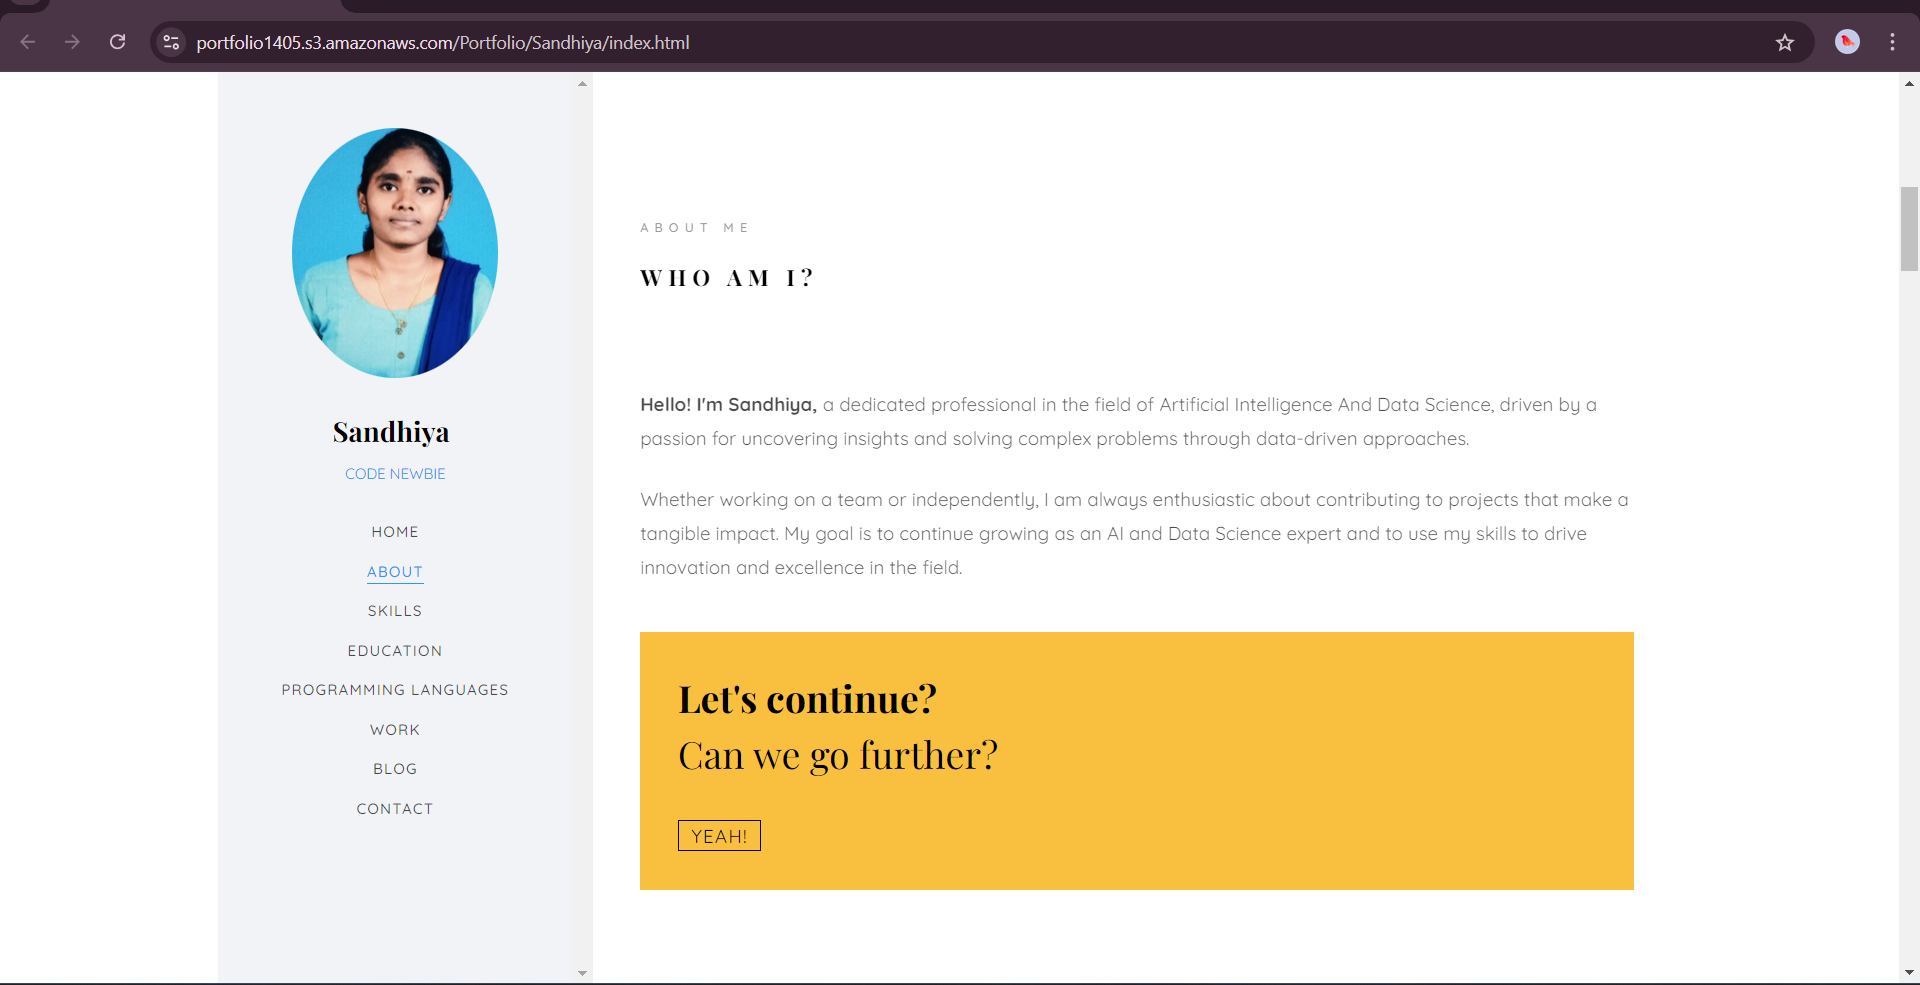 portfolio1405.s3.amazonaws.com/Portfolio/Sandhiya/index.html
Sandhiya
CODE NEWBIE
HOME
ABOUT
SKILLS
EDUCATION
PROGRAMMING LANGUAGES
WORK
BLOG
CONTACT
ABOUT ME
WHO AM I?
Hello! I'm Sandhiya, a dedicated professional in the field of Artificial Intelligence And Data Science, driven by a
passion for uncovering insights and solving complex problems through data-driven approaches.
Whether working on a team or independently, I am always enthusiastic about contributing to projects that make a
tangible impact. My goal is to continue growing as an AI and Data Science expert and to use my skills to drive
innovation and excellence in the field.
Let's continue?
Can we go further?
YEAH!